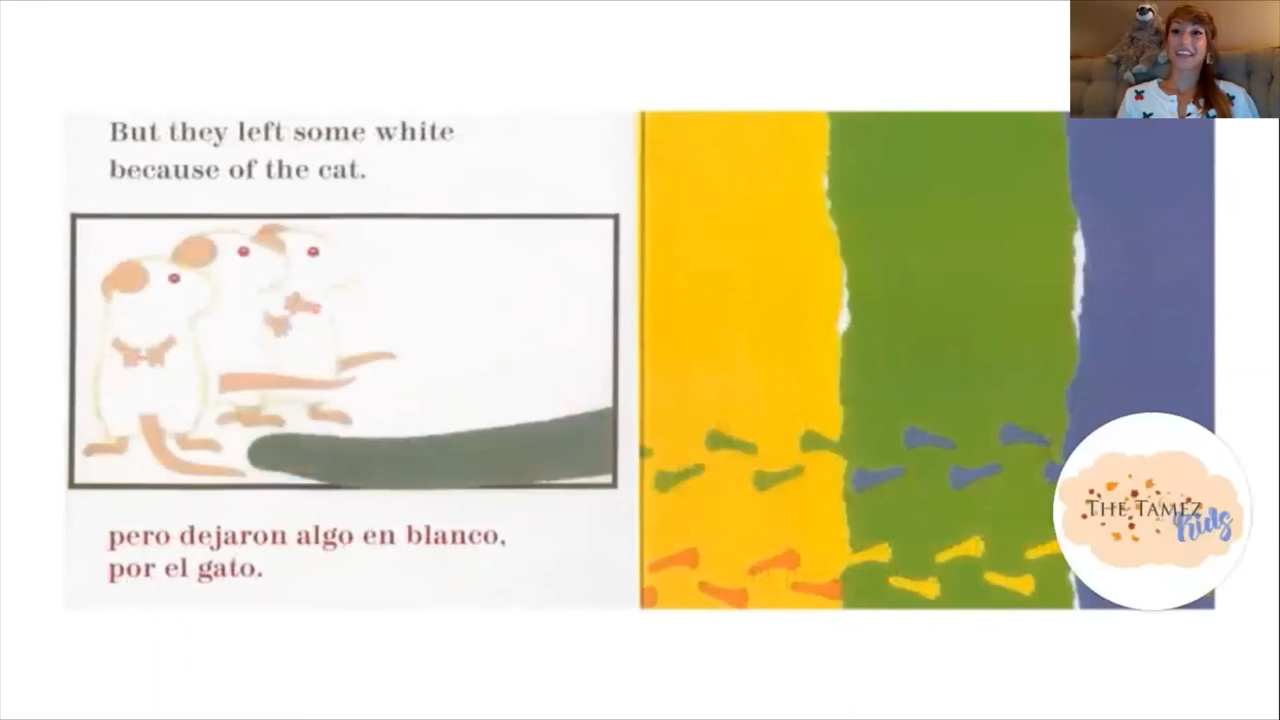 But they left some white
because of the cat.
pero dejaron algo en blanco,
por el gato.
THE TAMEZ
Kids